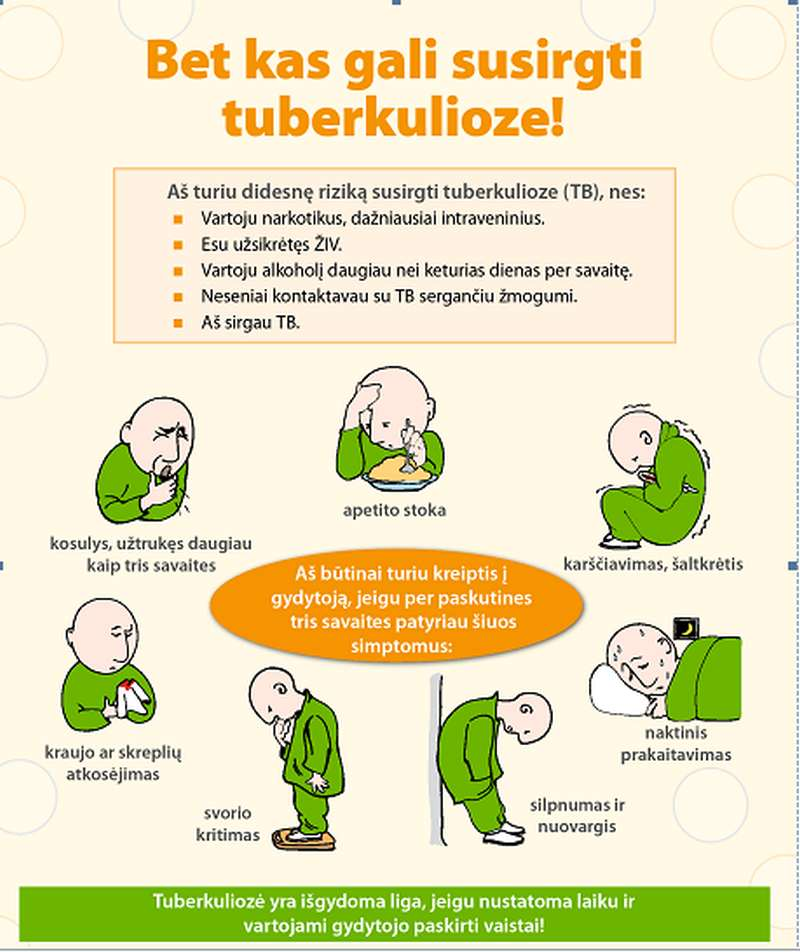 Bet kas gali susirgti
tuberkulioze!
Aš turiu didesnę riziką susirgti tuberkulioze (TB), nes:
Vartoju narkotikus, dažniausiai intraveninius.
Esu užsikrėtęs ŽIV.
Vartoju alkoholį daugiau nei keturias dienas per savaitę.
Neseniai kontaktavau su TB sergančiu žmogumi.
Aš sirgau TB.
apetito stoka
kosulys, užtrukęs daugiau
kaip tris savaites
karščiavimas, šaltkrėtis
Aš būtinai turiu kreiptis į
gydytoją, jeigu per paskutines
tris savaites patyriau šiuos
simptomus:
kraujo ar skreplių
atkosėjimas
naktinis
prakaitavimas
svorio
kritimas
silpnumas ir
nuovargis
Tuberkuliozė yra išgydoma liga, jeigu nustatoma laiku ir
vartojami gydytojo paskirti vaistai!